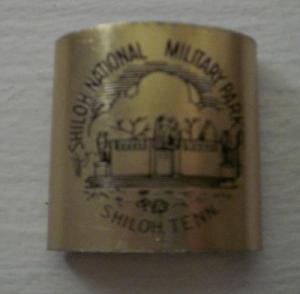 SHILOH NATIONAL MILITARY PARK
SHILOH, TENN.